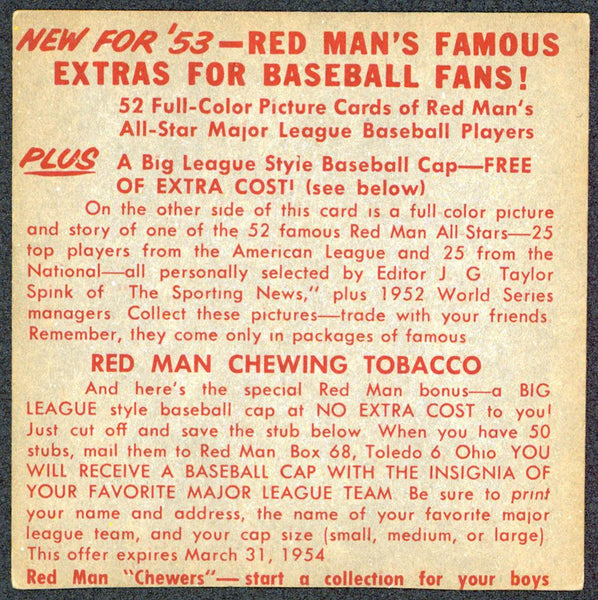 NEW FOR '53—RED MAN'S FAMOUS
EXTRAS FOR BASEBALL FANS!
52 Full-Color Picture Cards of Red Man's
All-Star Major League Baseball Players
PLUS A Big League Style Baseball Cap—FREE
OF EXTRA COST! (see below)
On the other side of this card is a full-color picture
and story of one of the 52 famous Red Man All-Stars—25
top players from the American League and 25 from the
National—all personally selected by Editor J. G. Taylor
Spink of The Sporting News," plus 1952 World Series
managers. Collect these pictures—trade with your friends
Remember, they come only in packages of famous
RED MAN CHEWING TOBACCO
And here's the special Red Man bonus—a BIG
LEAGUE style baseball cap at NO EXTRA COST to you!
Just cut off and save the stub below. When you have 50
stubs, mail them to Red Man, Box 68, Toledo 6, Ohio YOU
WILL RECEIVE A BASEBALL CAP WITH THE INSIGNIA OF
YOUR FAVORITE MAJOR LEAGUE TEAM. Be sure to print
your name and address, the name of your favorite major
league team, and your cap size (small, medium, or large)
This offer expires March 31, 1954
Red Man "Chewers"—start a collection for your boys